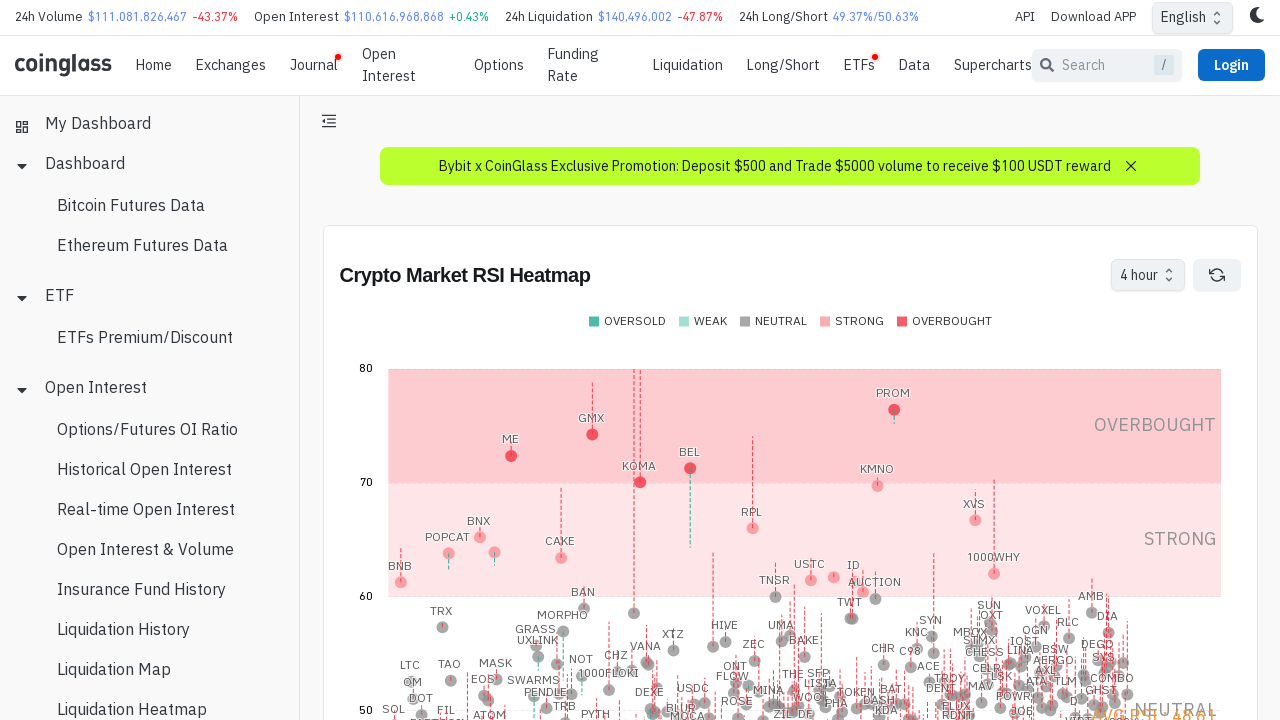 24h Volume $111,081,826,467 -43.37% Open Interest $110,616,968,868 +0.43% 24h Liquidation $140,496,002 -47.87% 24h Long/Short 49.37%/50.63% API Download APP English
coinglass Home Exchanges Journal Open Interest Options Funding Rate Liquidation Long/Short ETFs Data Supercharts Search / Login
My Dashboard
Dashboard
Bitcoin Futures Data
Ethereum Futures Data
ETF
ETFs Premium/Discount
Open Interest
Options/Futures OI Ratio
Historical Open Interest
Real-time Open Interest
Open Interest & Volume
Insurance Fund History
Liquidation History
Liquidation Map
Liquidation Heatmap
Bybit x CoinGlass Exclusive Promotion: Deposit $500 and Trade $5000 volume to receive $100 USDT reward
Crypto Market RSI Heatmap
4 hour
OVERSOLD WEAK NEUTRAL STRONG OVERBOUGHT
80
PROM
GMX
OVERBOUGHT
ME
BEL
KOMA
KMNO
70
XVS
RPL
BNX
POPCAT
CAKE
STRONG
1000WHY
BNB
USTC
ID
TNSR
AUCTION
60
BAN
AMB
TWT
SUN
TRX
MORPHO
VOXEL
OXT
DIA
SYN
RLC
HIVE
UMA
GRASS
OGN
KNC
MBOX
XTZ
UXLINK
BAKE
STMX
IOST
ZEC
VANA
CHR
C98
CHESS
LINA
BSW
DEGO
CHZ
NOT
AERGO
SYS
LTC
TAO
MASK
ONT
ACE
CELR
AXL
1000FLOKI
THE
SFP
FLOW
LSK
TRDY
COMBO
OM
EOS
SWARMS
LISTA
ATA
TLM
DENT
MAV
BAT
USDC
MINA
GHST
DOT
PENDLE
DEXE
ROSE
TOKEN
POWR
DASH
PHA
FLUX
TRB
SOL
FIL
BLUR
KDA
JOE
ATOM
PYTH
MOCA
ZIL
RDNT
50
NEUTRAL